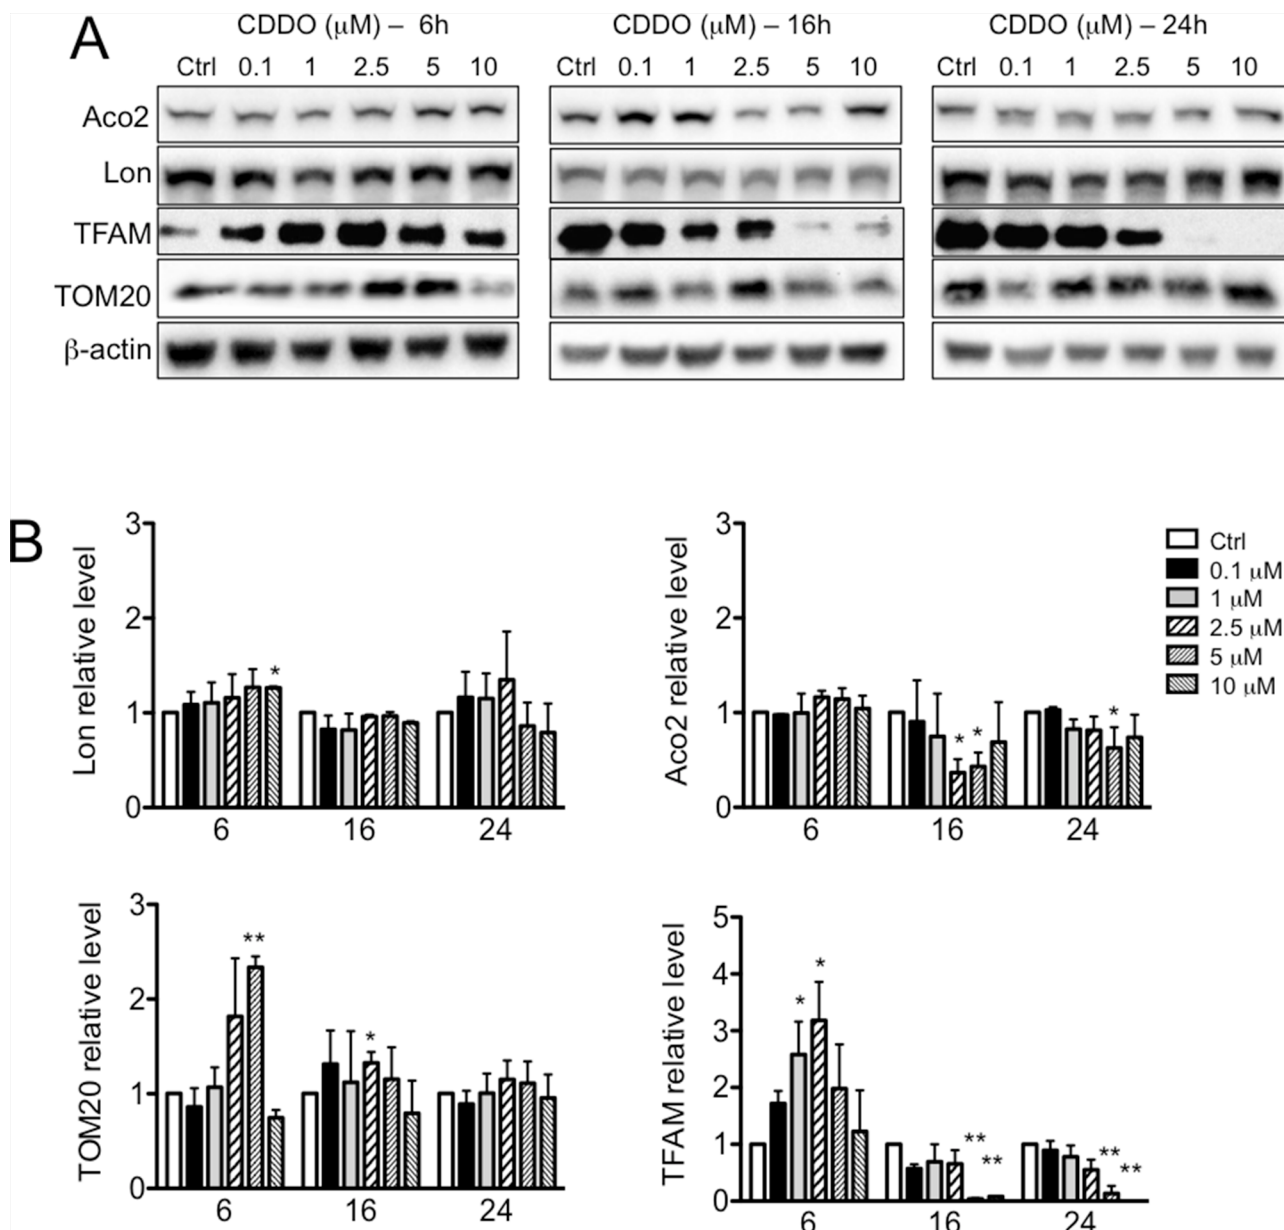 A
CDDO (μM) – 6h
CDDO (μM) – 16h
CDDO (μM) – 24h
Ctrl 0.1 1 2.5 5 10
Ctrl 0.1 1 2.5 5 10
Ctrl 0.1 1 2.5 5 10
Aco2
Lon
TFAM
TOM20
β-actin
B
Lon relative level
3
2
1
0
6 16 24
Aco2 relative level
3
2
1
0
* * *
6 16 24
*
Ctrl
0.1 μM
1 μM
2.5 μM
5 μM
10 μM
TOM20 relative level
3
2
1
0
** *
6 16 24
TFAM relative level
5
4
3
2
1
0
* * ** ** ** **
6 16 24